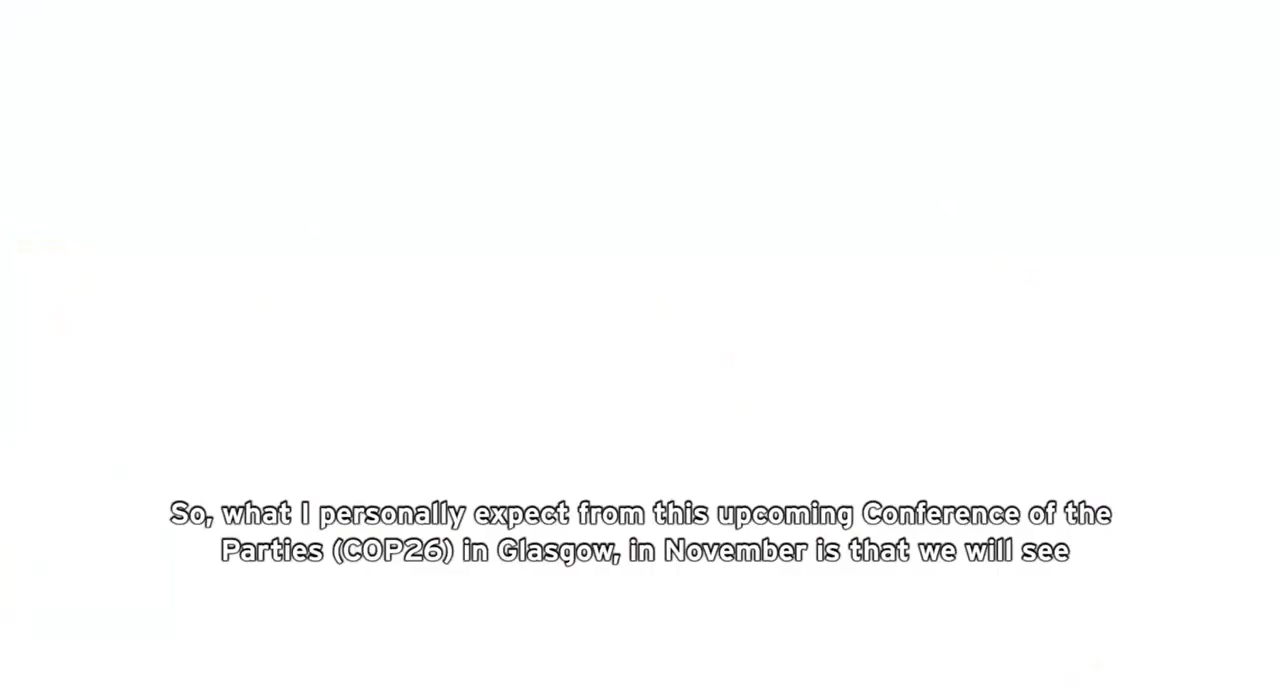 So, what I personally expect from this upcoming Conference of the
Parties (COP26) in Glasgow, in November is that we will see